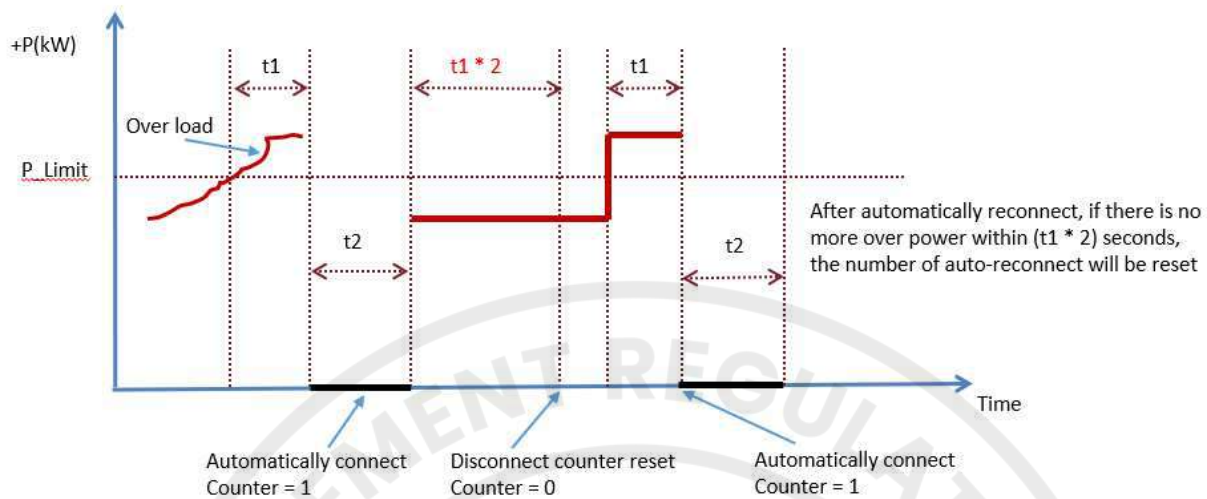 +P(kW)
t1
t1 * 2
t1
Over load
P_Limit
t2
t2
After automatically reconnect, if there is no
more over power within (t1 * 2) seconds,
the number of auto-reconnect will be reset
Time
Automatically connect
Counter = 1
Disconnect counter reset
Counter = 0
Automatically connect
Counter = 1